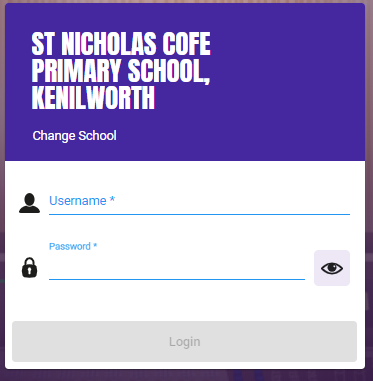 ST NICHOLAS COFE
PRIMARY SCHOOL,
KENILWORTH
Change School
Username *
Password *
Login